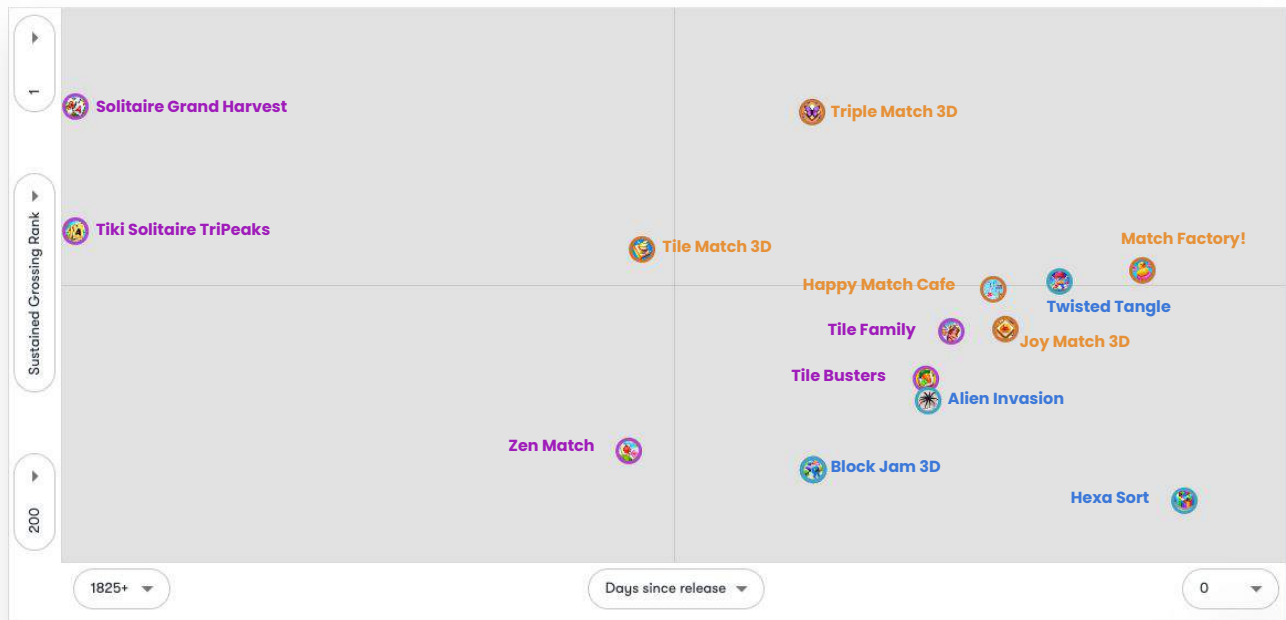 1
Solitaire Grand Harvest
Triple Match 3D
Sustained Grossing Rank
Tiki Solitaire TriPeaks
Tile Match 3D
Match Factory!
Happy Match Cafe
Twisted Tangle
Tile Family
Joy Match 3D
Tile Busters
Alien Invasion
Zen Match
Block Jam 3D
Hexa Sort
200
1825+
Days since release
0